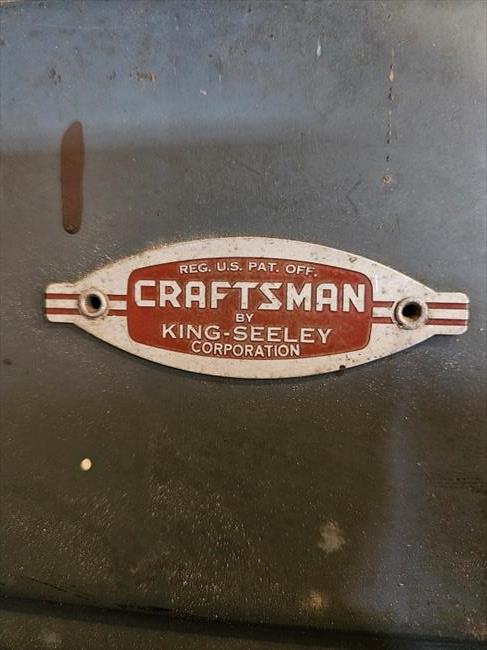 REG. U.S. PAT. OFF.
CRAFTSMAN
BY
KING-SEELEY
CORPORATION